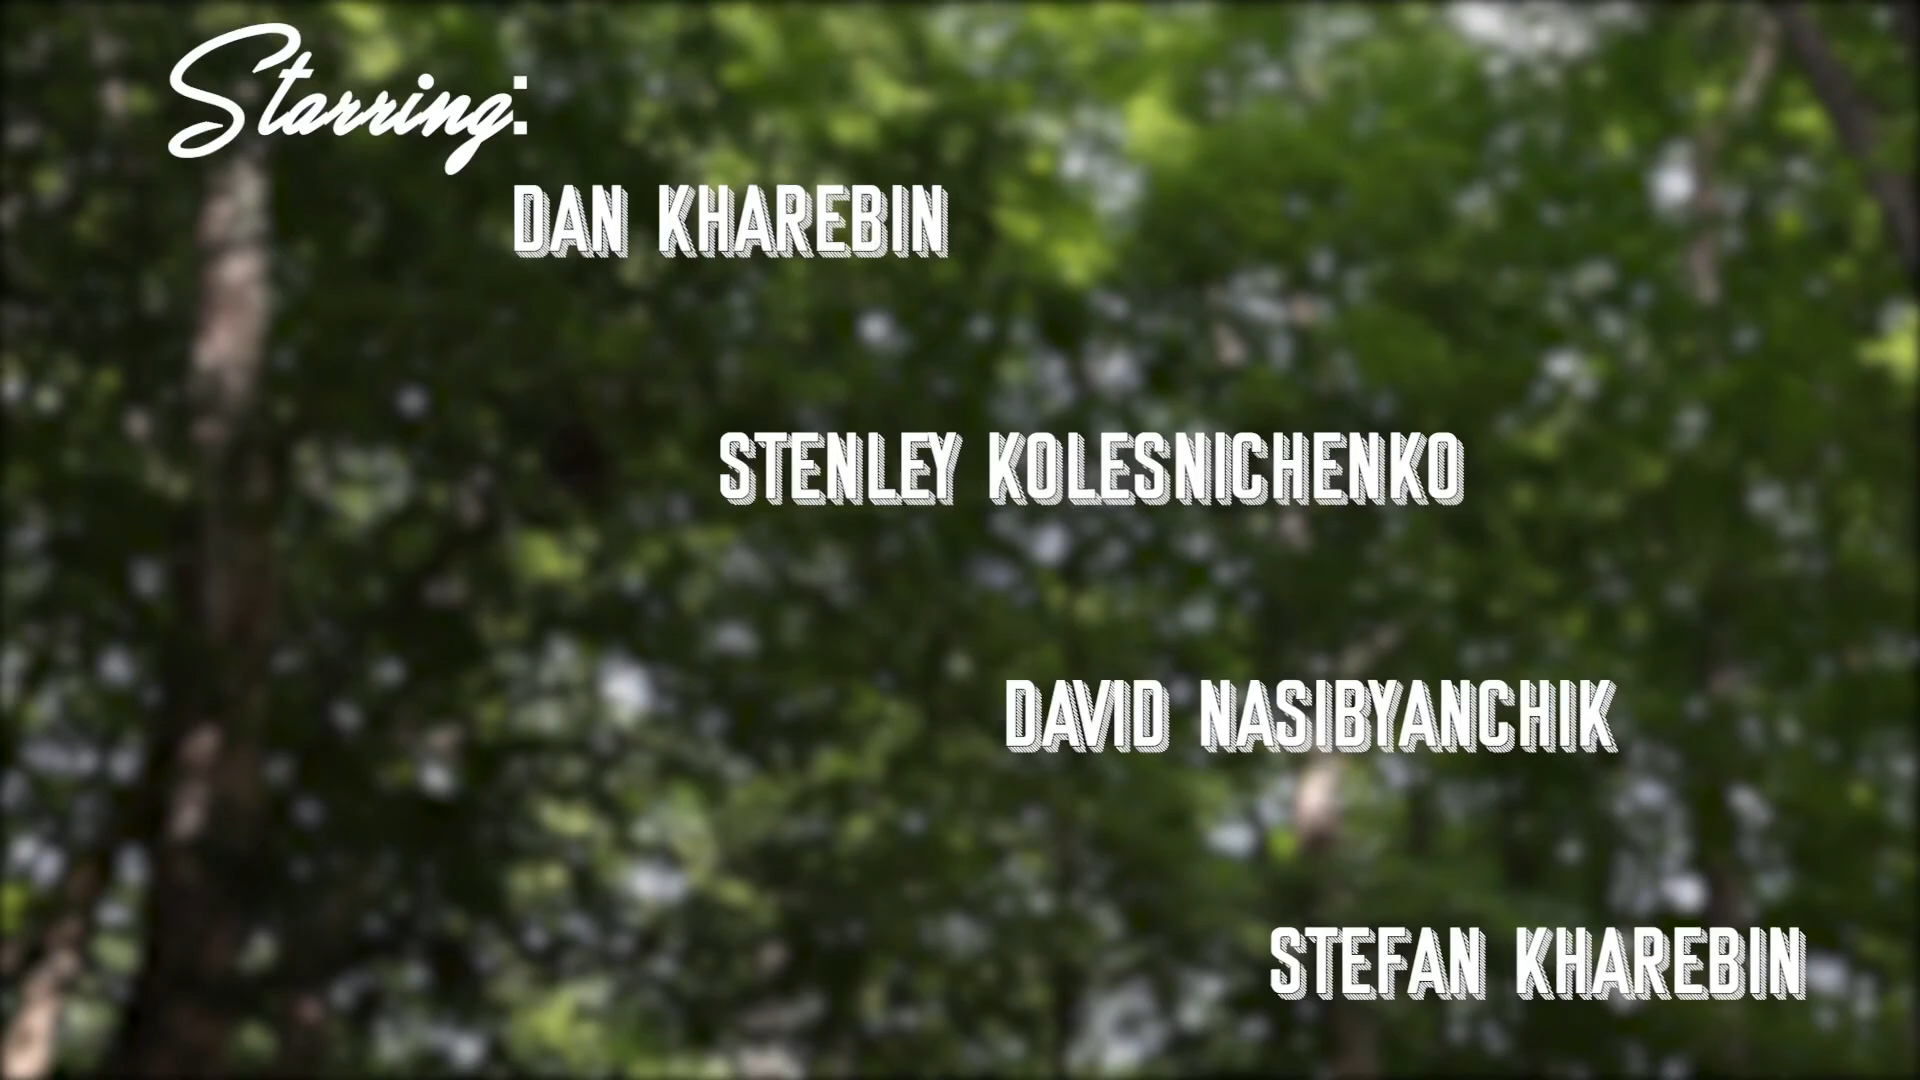 Starring:
DAN KHAREBIN
STENLEY KOLESNICHENKO
DAVID NASIBYANCHIK
STEFAN KHAREBIN